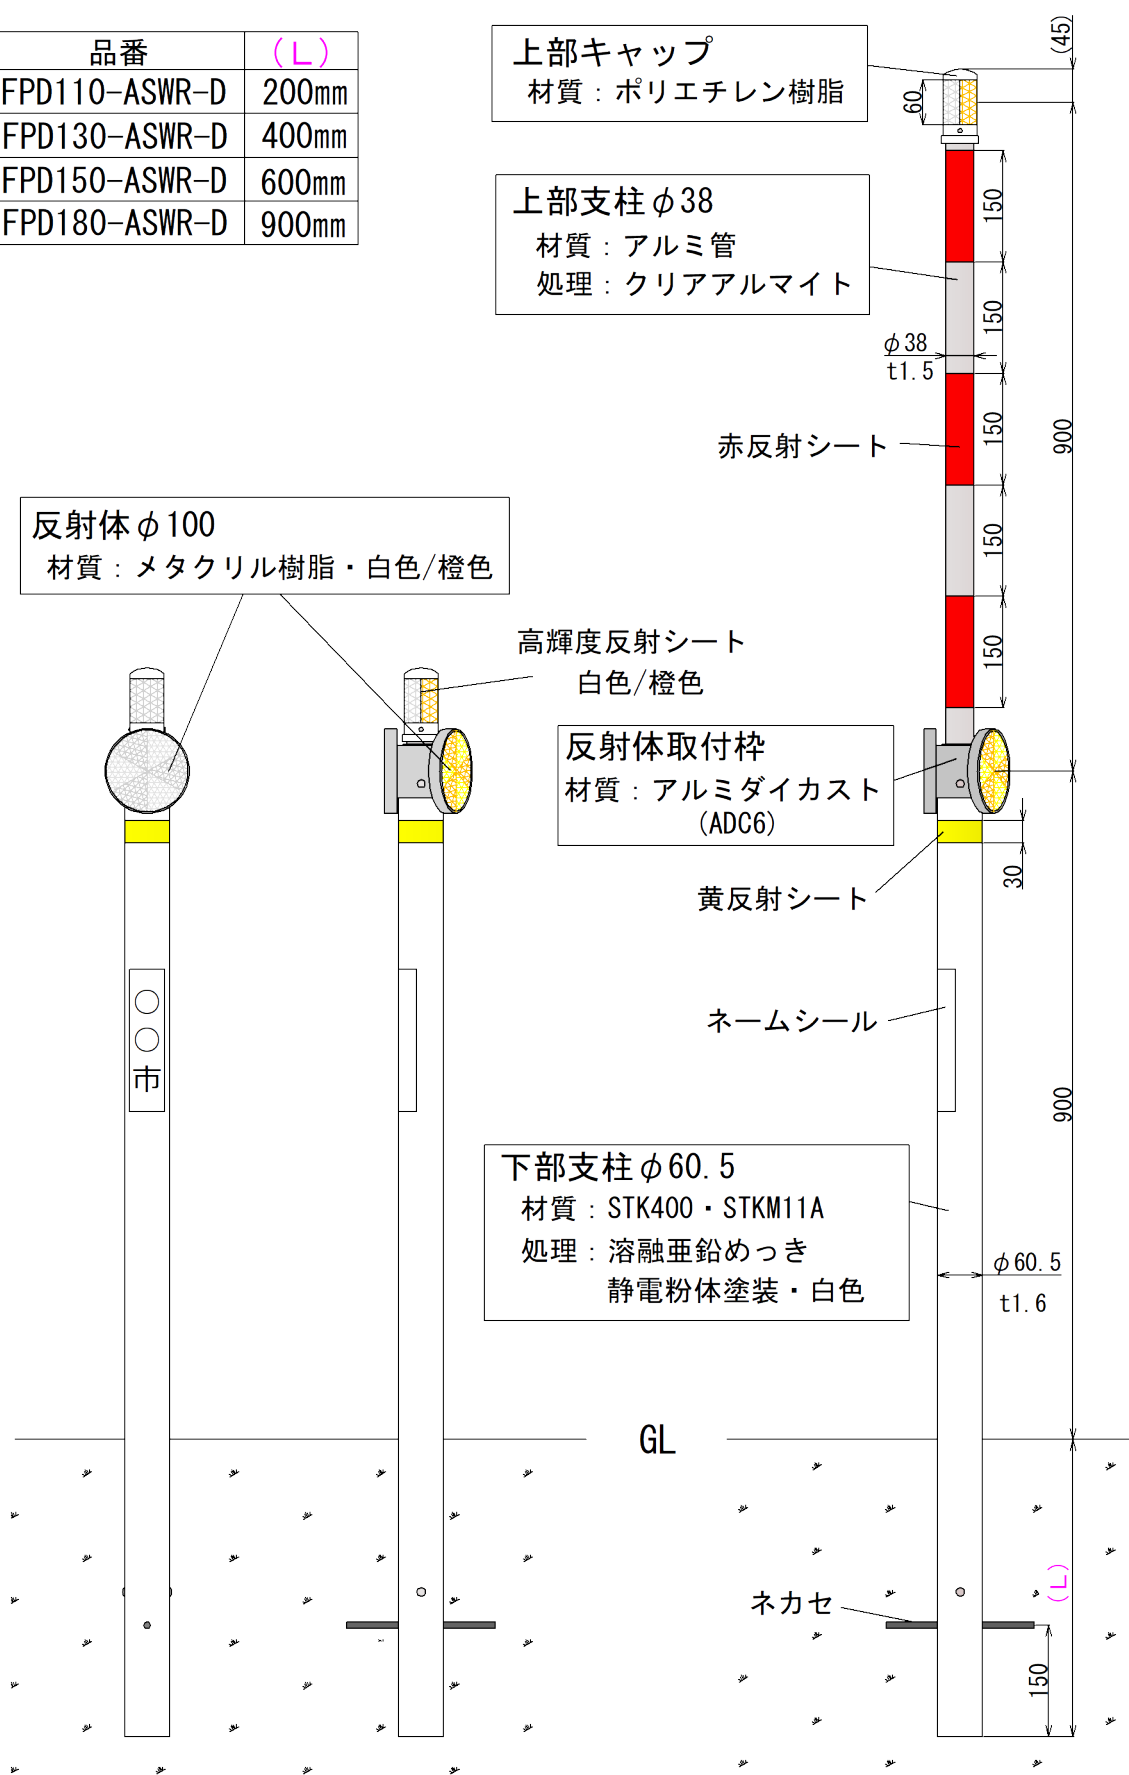 品番 (L)
FPD110-ASWR-D 200mm
FPD130-ASWR-D 400mm
FPD150-ASWR-D 600mm
FPD180-ASWR-D 900mm
上部キャップ
材質：ポリエチレン樹脂
(45)
60
上部支柱φ38
材質：アルミ管
処理：クリアアルマイト
150
150
φ38
t1.5
赤反射シート
150
900
150
150
反射体φ100
材質：メタクリル樹脂・白色/橙色
高輝度反射シート
白色/橙色
反射体取付枠
材質：アルミダイカスト
(ADC6)
30
黄反射シート
ネームシール
○
○
市
900
下部支柱φ60.5
材質：STK400・STKM11A
処理：溶融亜鉛めっき
静電粉体塗装・白色
φ60.5
t1.6
GL
(L)
ネカセ
150